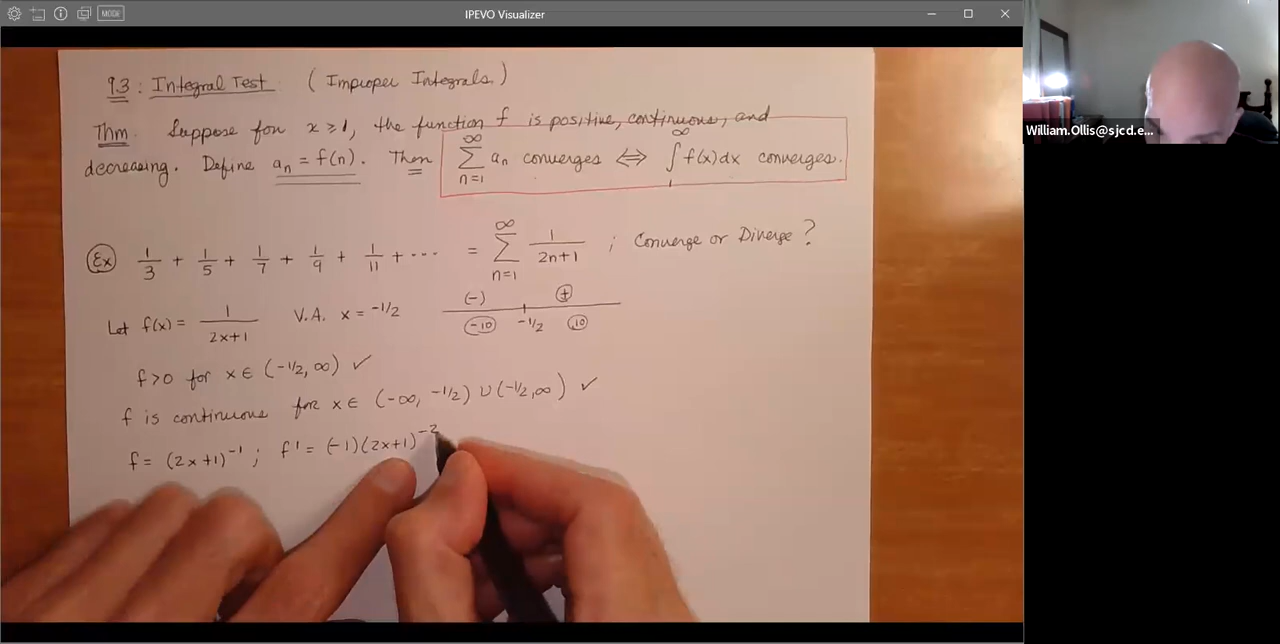 MODE
IPEVO Visualizer
9.3 : Integral Test (Improper Integrals)
Thm Suppose for x ≥ 1, the function f is positive, continuous, and
decreasing. Define aₙ = f(n). Then ∑_{n=1}^{∞} aₙ converges ⟺ ∫_1^∞ f(x)dx converges.
Ex 1/3 + 1/5 + 1/7 + 1/9 + 1/11 + ... = ∑_{n=1}^{∞} 1/(2n+1) ; Converge or Diverge?
Let f(x) = 1/(2x+1) V.A. x = -1/2 (-) + -10 -1/2 10
f>0 for x ∈ (-1/2, ∞) ✓
f is continuous for x ∈ (-∞, -1/2) ∪ (-1/2, ∞) ✓
f = (2x+1)⁻¹ ; f' = (-1)(2x+1)⁻²
William.Ollis@sjcd.e...